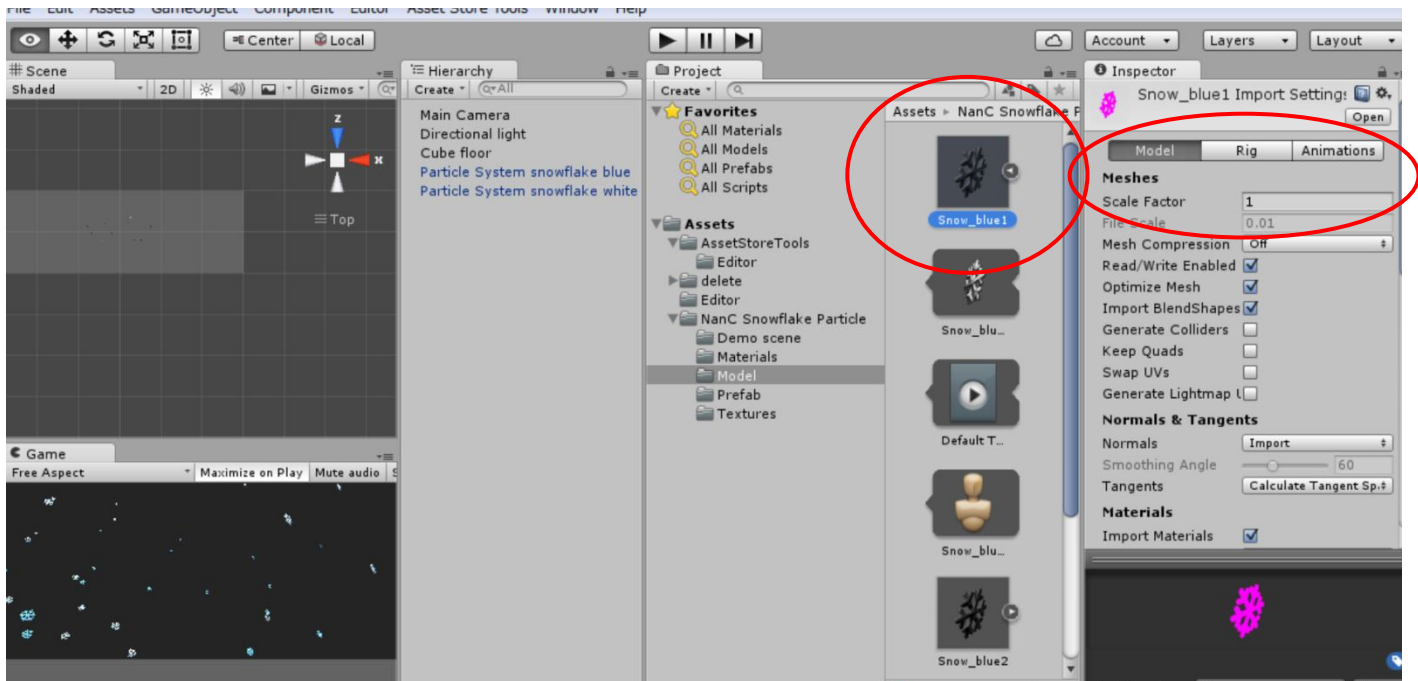 File Edit Assets GameObject Component Editor Asset Store Tools Window Help
Center Local
Account Layers Layout
Scene
Shaded 2D Gizmos
z
x
Top
Game
Free Aspect Maximize on Play Mute audio S
Hierarchy
Create All
Main Camera
Directional light
Cube floor
Particle System snowflake blue
Particle System snowflake white
Project
Create
Favorites
All Materials
All Models
All Prefabs
All Scripts
Assets
AssetStoreTools
Editor
delete
Editor
NanC Snowflake Particle
Demo scene
Materials
Model
Prefab
Textures
Assets ▸ NanC Snowflake P
Snow_blue1
Snow_blu...
Default T...
Snow_blu...
Snow_blue2
Inspector
Snow_blue1 Import Settings
Open
Model Rig Animations
Meshes
Scale Factor 1
File Scale 0.01
Mesh Compression Off
Read/Write Enabled
Optimize Mesh
Import BlendShapes
Generate Colliders
Keep Quads
Swap UVs
Generate Lightmap U
Normals & Tangents
Normals Import
Smoothing Angle 60
Tangents Calculate Tangent Sp
Materials
Import Materials